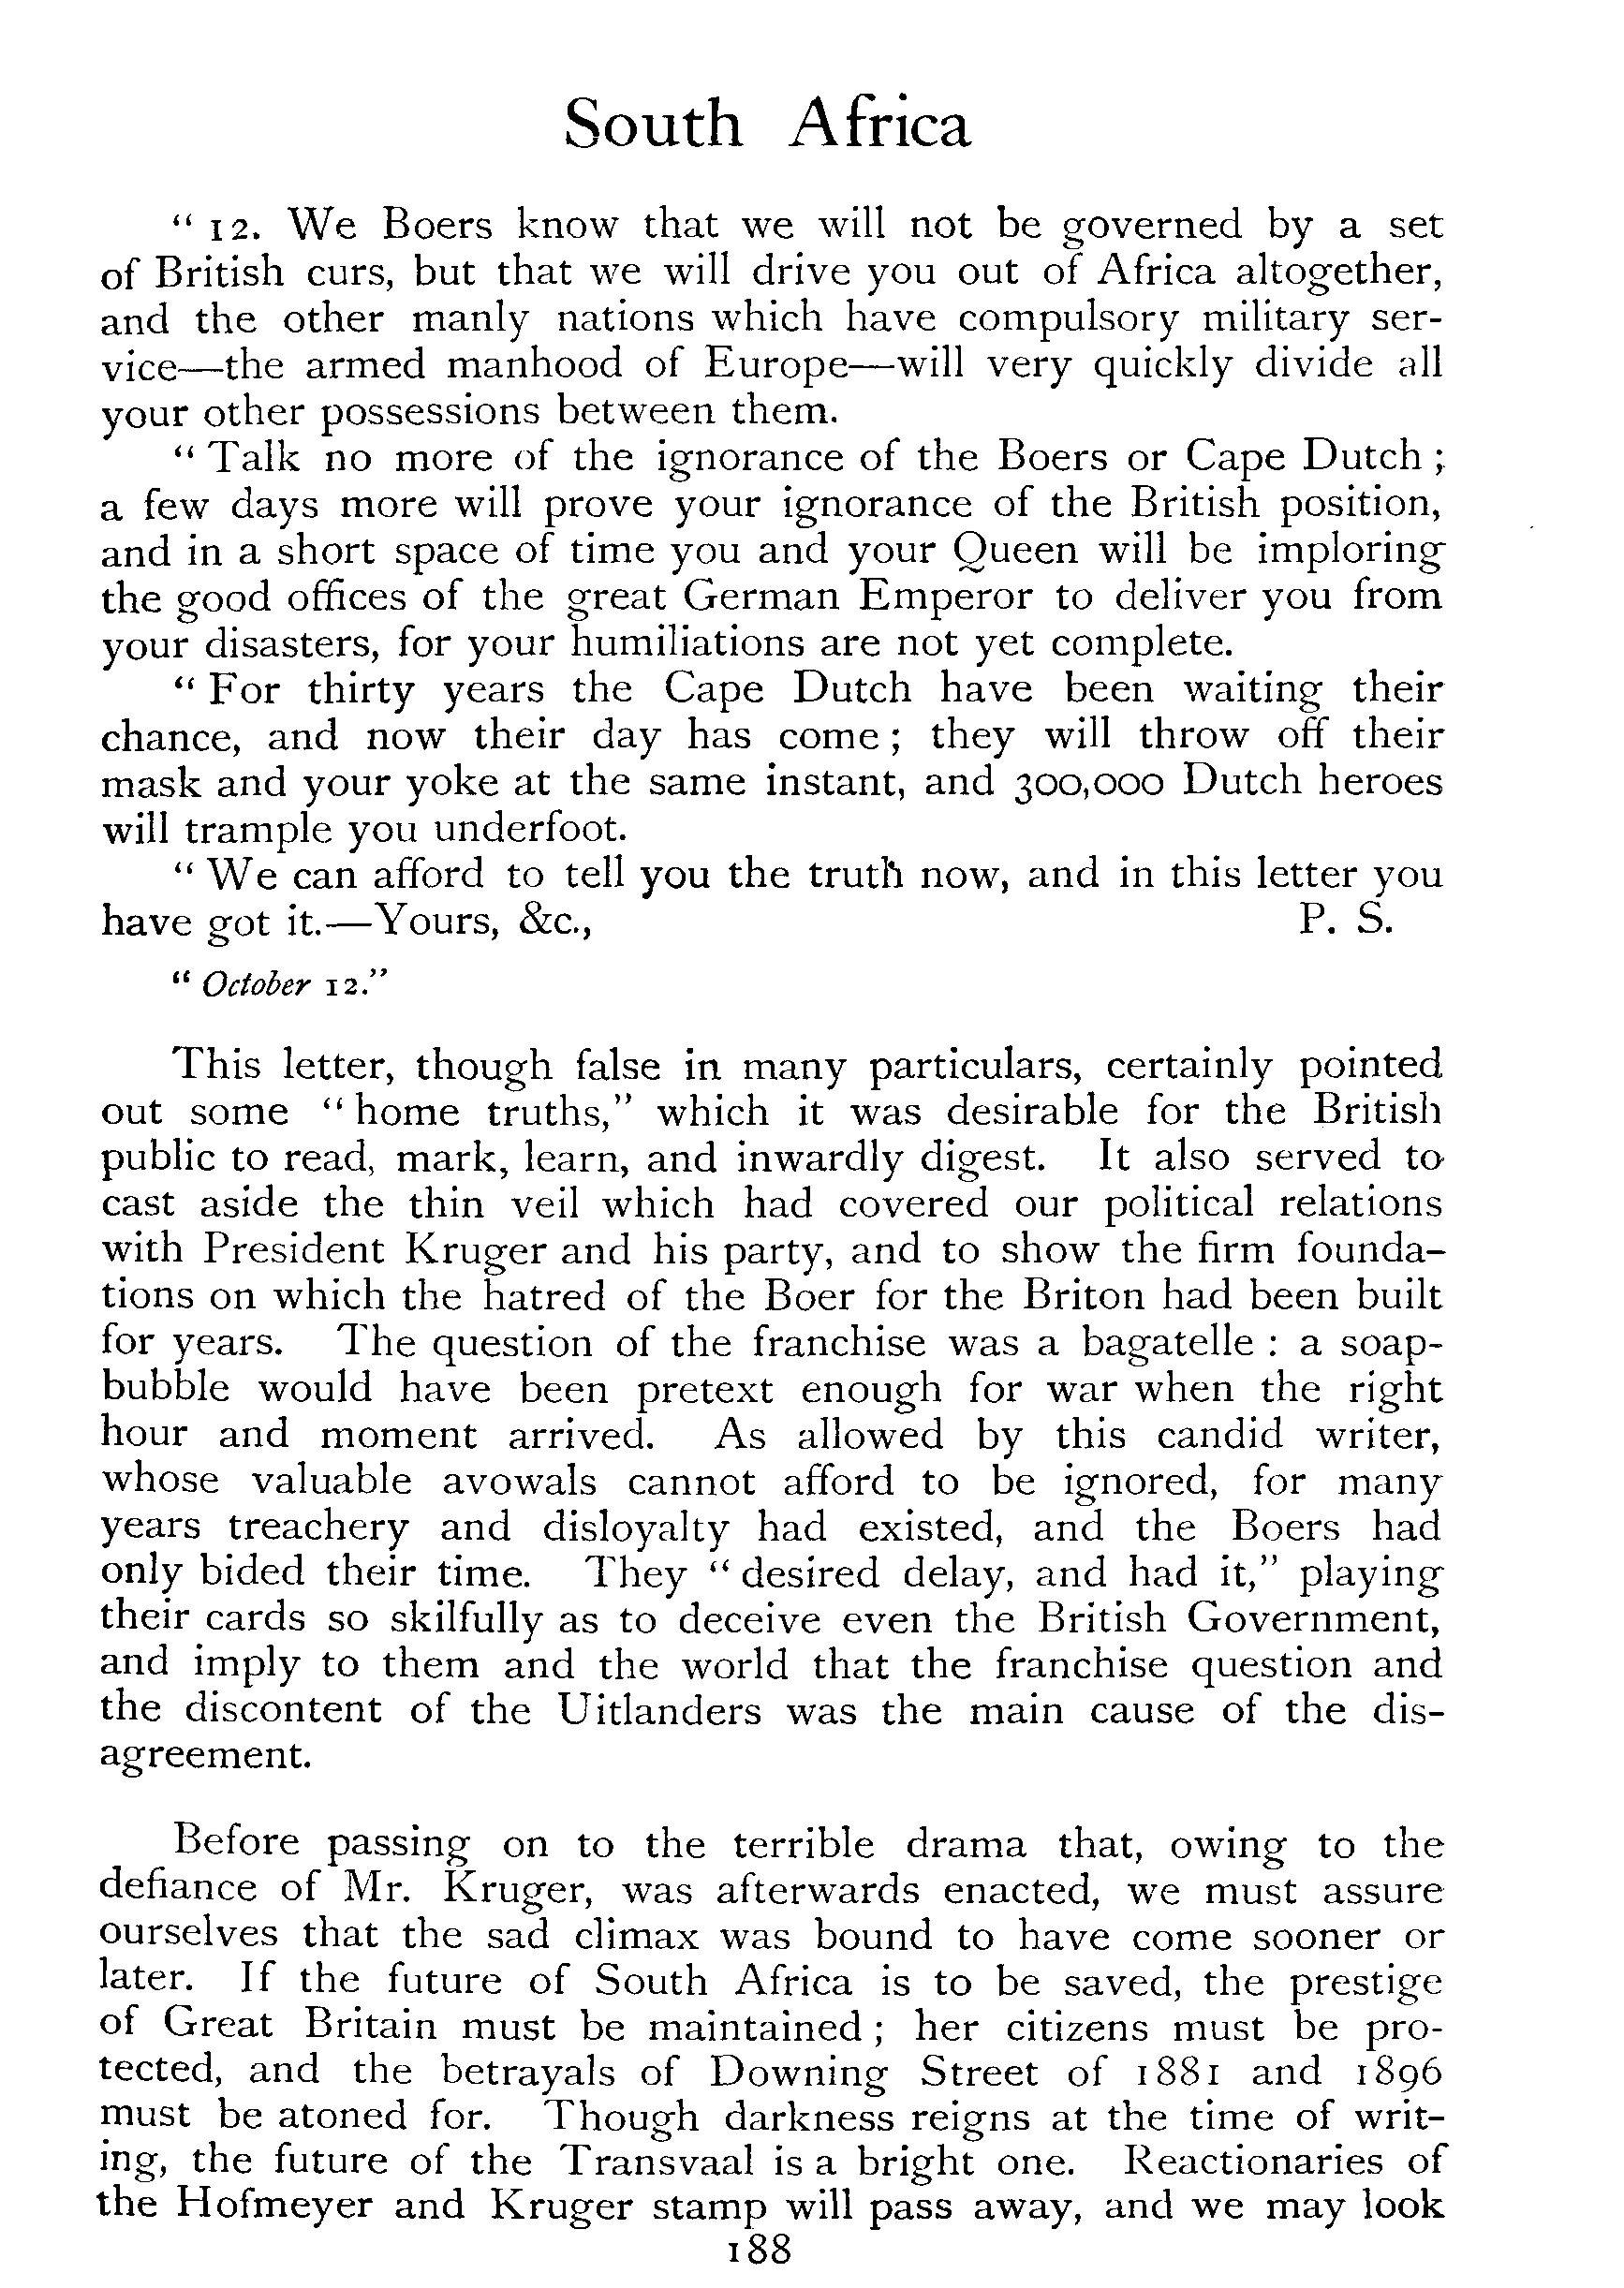 South Africa
“ 12. We Boers know that we will not be governed by a set
of British curs, but that we will drive you out of Africa altogether,
and the other manly nations which have compulsory military ser-
vice—the armed manhood of Europe—will very quickly divide all
your other possessions between them.
“ Talk no more of the ignorance of the Boers or Cape Dutch ;
a few days more will prove your ignorance of the British position,
and in a short space of time you and your Queen will be imploring
the good offices of the great German Emperor to deliver you from
your disasters, for your humiliations are not yet complete.
“ For thirty years the Cape Dutch have been waiting their
chance, and now their day has come ; they will throw off their
mask and your yoke at the same instant, and 300,000 Dutch heroes
will trample you underfoot.
“ We can afford to tell you the truth now, and in this letter you
have got it.—Yours, &c., P. S.
“ October 12.”
This letter, though false in many particulars, certainly pointed
out some “ home truths,” which it was desirable for the British
public to read, mark, learn, and inwardly digest. It also served to
cast aside the thin veil which had covered our political relations
with President Kruger and his party, and to show the firm founda-
tions on which the hatred of the Boer for the Briton had been built
for years. The question of the franchise was a bagatelle : a soap-
bubble would have been pretext enough for war when the right
hour and moment arrived. As allowed by this candid writer,
whose valuable avowals cannot afford to be ignored, for many
years treachery and disloyalty had existed, and the Boers had
only bided their time. They “ desired delay, and had it,” playing
their cards so skilfully as to deceive even the British Government,
and imply to them and the world that the franchise question and
the discontent of the Uitlanders was the main cause of the dis-
agreement.
Before passing on to the terrible drama that, owing to the
defiance of Mr. Kruger, was afterwards enacted, we must assure
ourselves that the sad climax was bound to have come sooner or
later. If the future of South Africa is to be saved, the prestige
of Great Britain must be maintained ; her citizens must be pro-
tected, and the betrayals of Downing Street of 1881 and 1896
must be atoned for. Though darkness reigns at the time of writ-
ing, the future of the Transvaal is a bright one. Reactionaries of
the Hofmeyer and Kruger stamp will pass away, and we may look
188